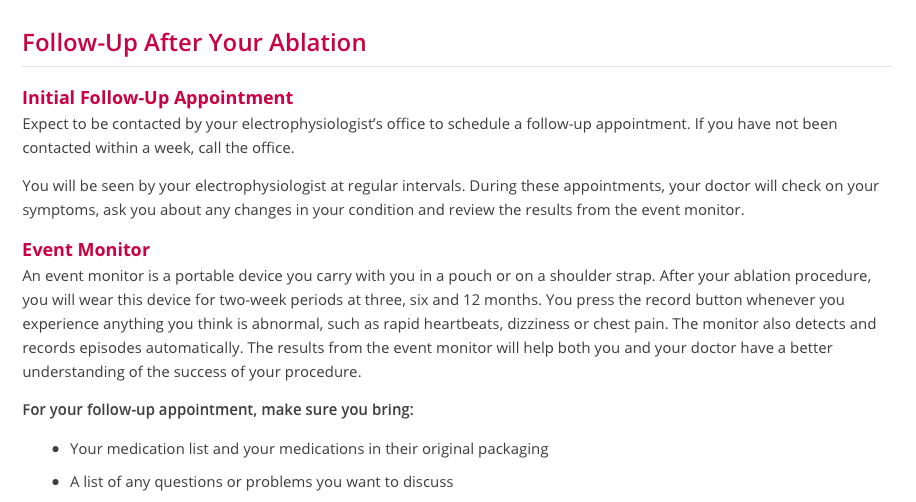 Follow-Up After Your Ablation
Initial Follow-Up Appointment
Expect to be contacted by your electrophysiologist’s office to schedule a follow-up appointment. If you have not been
contacted within a week, call the office.
You will be seen by your electrophysiologist at regular intervals. During these appointments, your doctor will check on your
symptoms, ask you about any changes in your condition and review the results from the event monitor.
Event Monitor
An event monitor is a portable device you carry with you in a pouch or on a shoulder strap. After your ablation procedure,
you will wear this device for two-week periods at three, six and 12 months. You press the record button whenever you
experience anything you think is abnormal, such as rapid heartbeats, dizziness or chest pain. The monitor also detects and
records episodes automatically. The results from the event monitor will help both you and your doctor have a better
understanding of the success of your procedure.
For your follow-up appointment, make sure you bring:
• Your medication list and your medications in their original packaging
• A list of any questions or problems you want to discuss